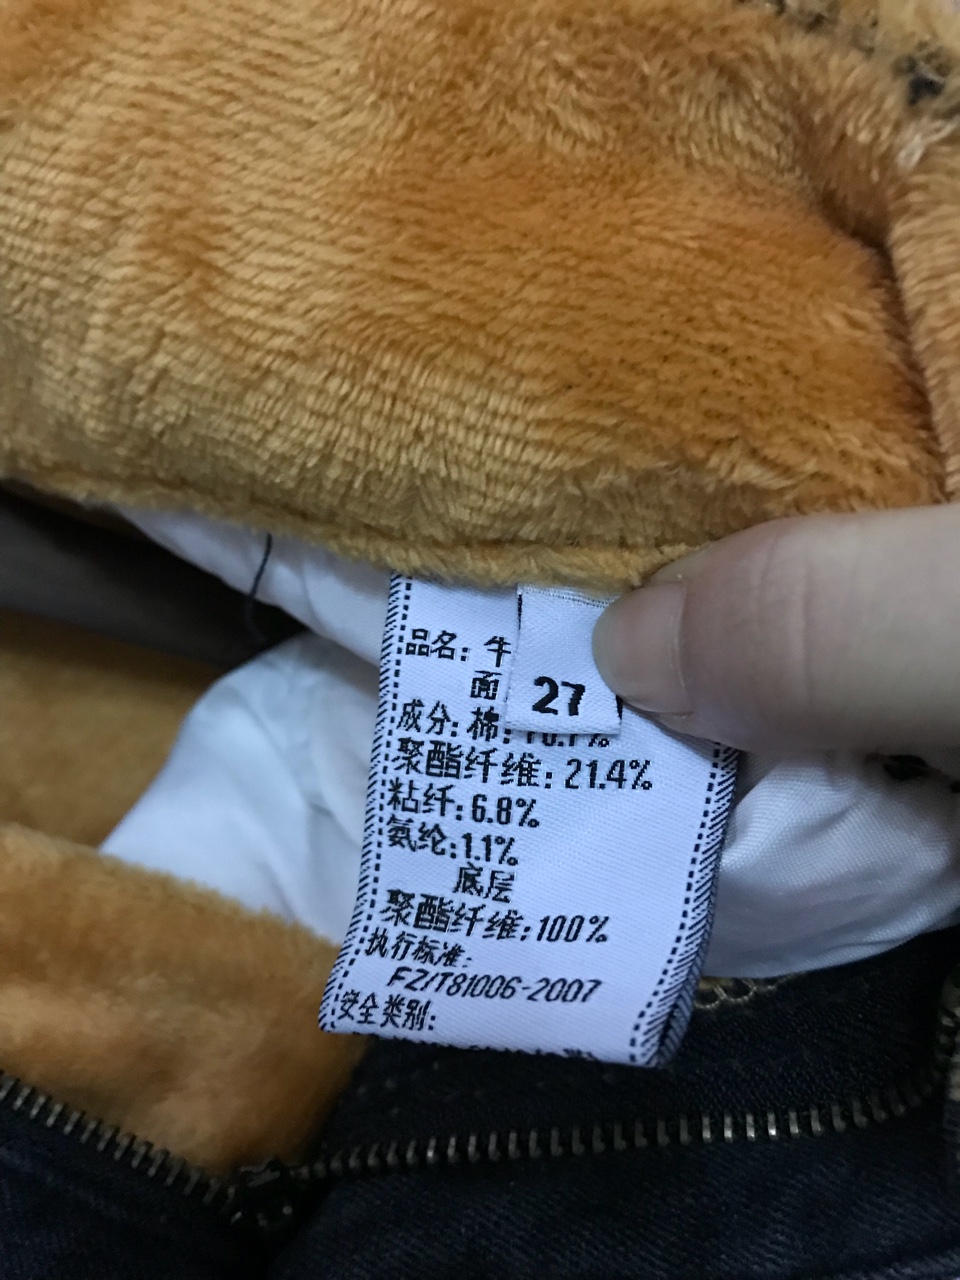 品名: 牛
面
27
成分: 棉:
聚酯纤维: 21.4%
粘纤: 6.8%
氨纶: 1.1%
底层
聚酯纤维: 100%
执行标准:
FZ/T81006-2007
安全类别: